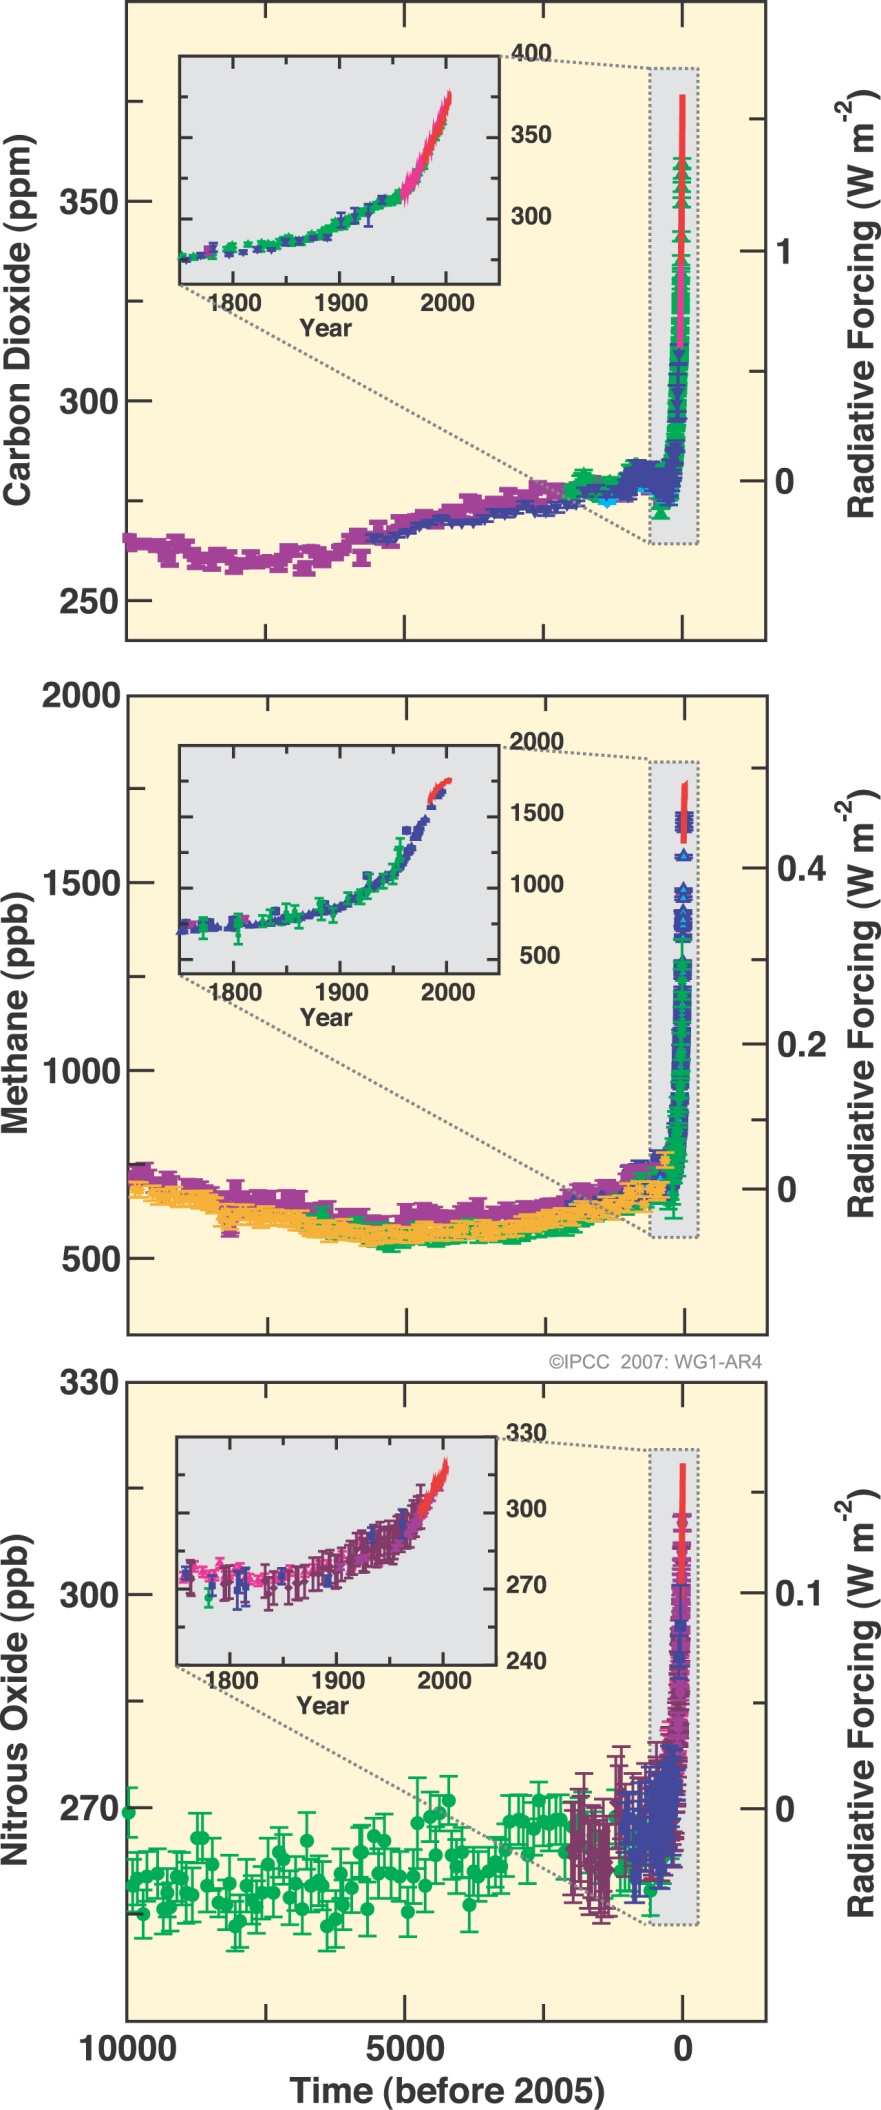 Carbon Dioxide (ppm)
350
300
250
400
350
300
1800 1900 2000
Year
1
0
Radiative Forcing (W m-2)
Methane (ppb)
2000
1500
1000
500
2000
1500
1000
500
1800 1900 2000
Year
0.4
0.2
0
Radiative Forcing (W m-2)
©IPCC 2007: WG1-AR4
Nitrous Oxide (ppb)
330
300
270
330
300
270
240
1800 1900 2000
Year
0.1
0
Radiative Forcing (W m-2)
10000 5000 0
Time (before 2005)